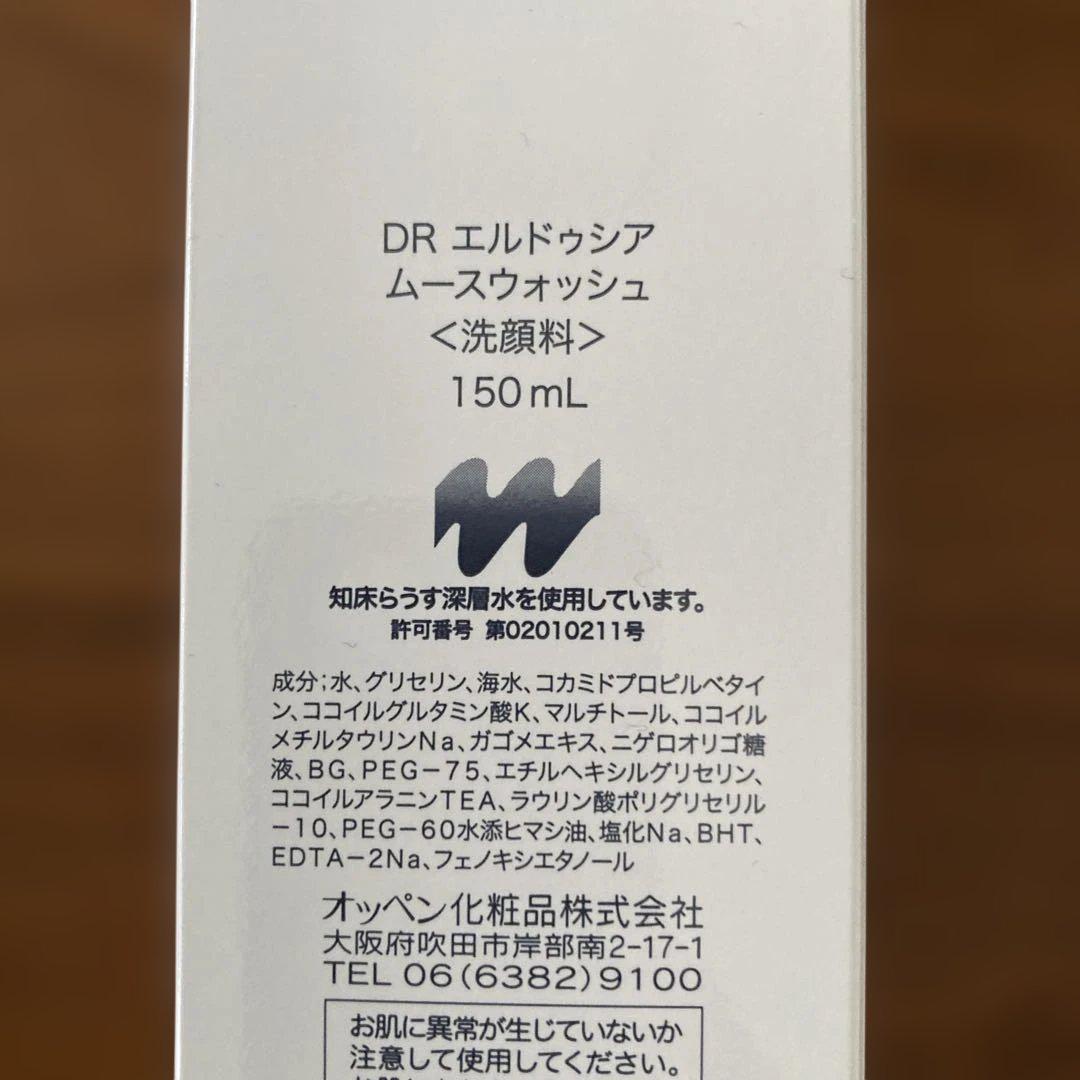 DR エルドゥシア
ムースウォッシュ
＜洗顔料＞
150mL
知床らうす深層水を使用しています。
許可番号 第02010211号
成分；水、グリセリン、海水、コカミドプロピルベタイ
ン、ココイルグルタミン酸K、マルチトール、ココイル
メチルタウリンNa、ガゴメエキス、ニゲロオリゴ糖
液、BG、PEG－75、エチルヘキシルグリセリン、
ココイルアラニンTEA、ラウリン酸ポリグリセリル
－10、PEG－60水添ヒマシ油、塩化Na、BHT、
EDTA－2Na、フェノキシエタノール
オッペン化粧品株式会社
大阪府吹田市岸部南2-17-1
TEL 06(6382)9100
お肌に異常が生じていないか
注意して使用してください。